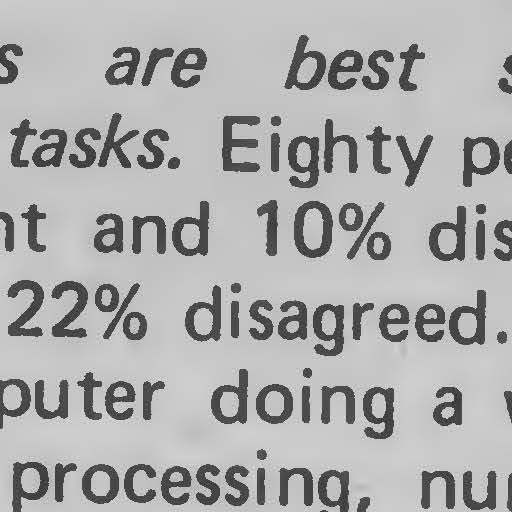 s are best s
tasks. Eighty pe
nt and 10% dis
22% disagreed.
puter doing a
processing, nu